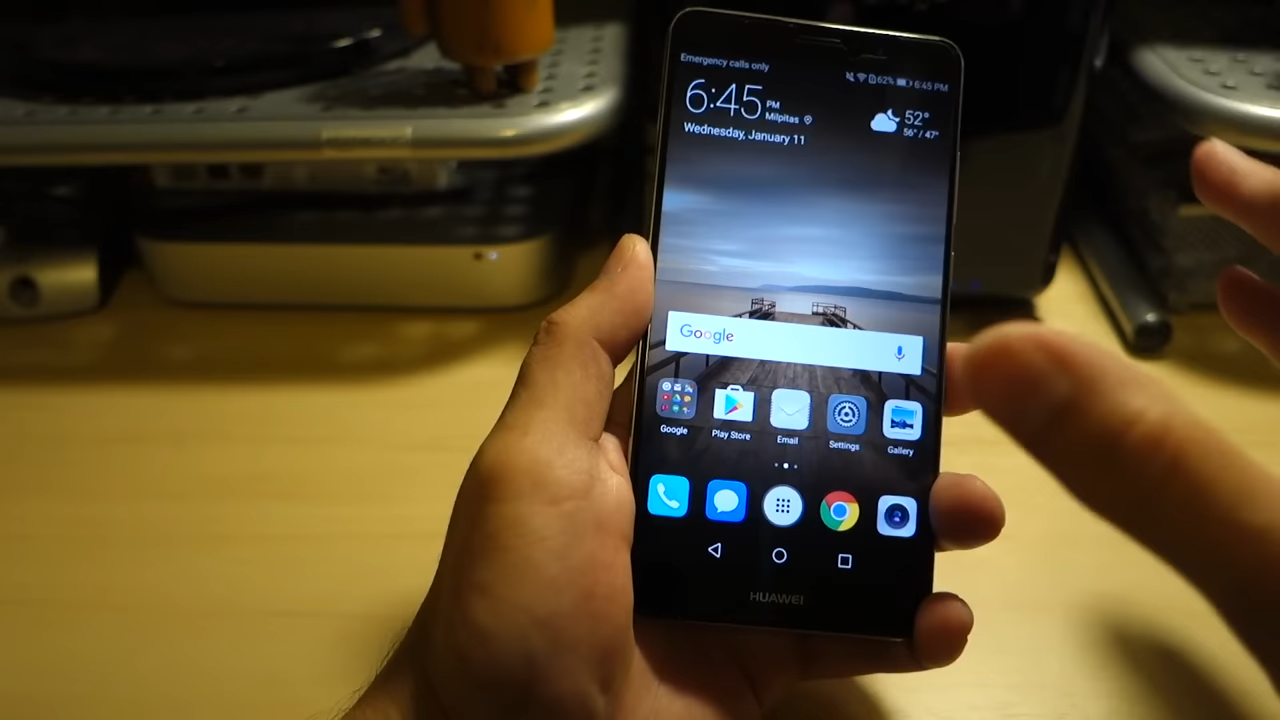 Emergency calls only
62% 6:45 PM
6:45 PM
Milpitas
Wednesday, January 11
52°
56° / 47°
Google
Google
Play Store
Email
Settings
Gallery
HUAWEI